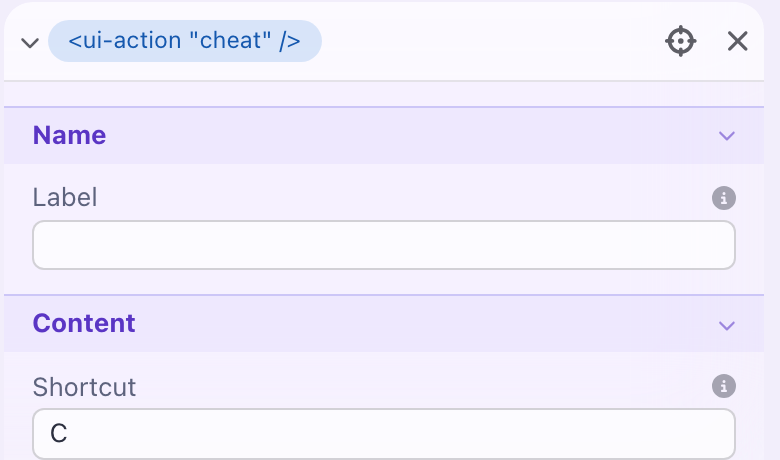 <ui-action "cheat" />
Name
Label
Content
Shortcut
C